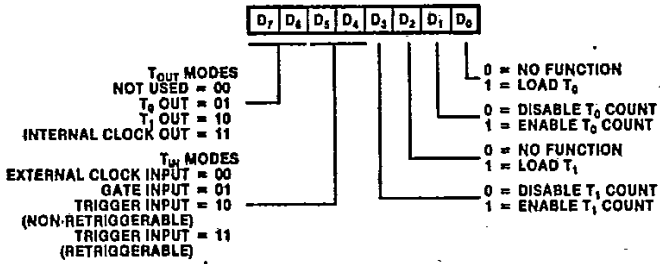 D7 D6 D5 D4 D3 D2 D1 D0
TOUT MODES
NOT USED = 00
T0 OUT = 01
T1 OUT = 10
INTERNAL CLOCK OUT = 11
TIN MODES
EXTERNAL CLOCK INPUT = 00
GATE INPUT = 01
TRIGGER INPUT = 10
(NON-RETRIGGERABLE)
TRIGGER INPUT = 11
(RETRIGGERABLE)
0 = NO FUNCTION
1 = LOAD T0
0 = DISABLE T0 COUNT
1 = ENABLE T0 COUNT
0 = NO FUNCTION
1 = LOAD T1
0 = DISABLE T1 COUNT
1 = ENABLE T1 COUNT